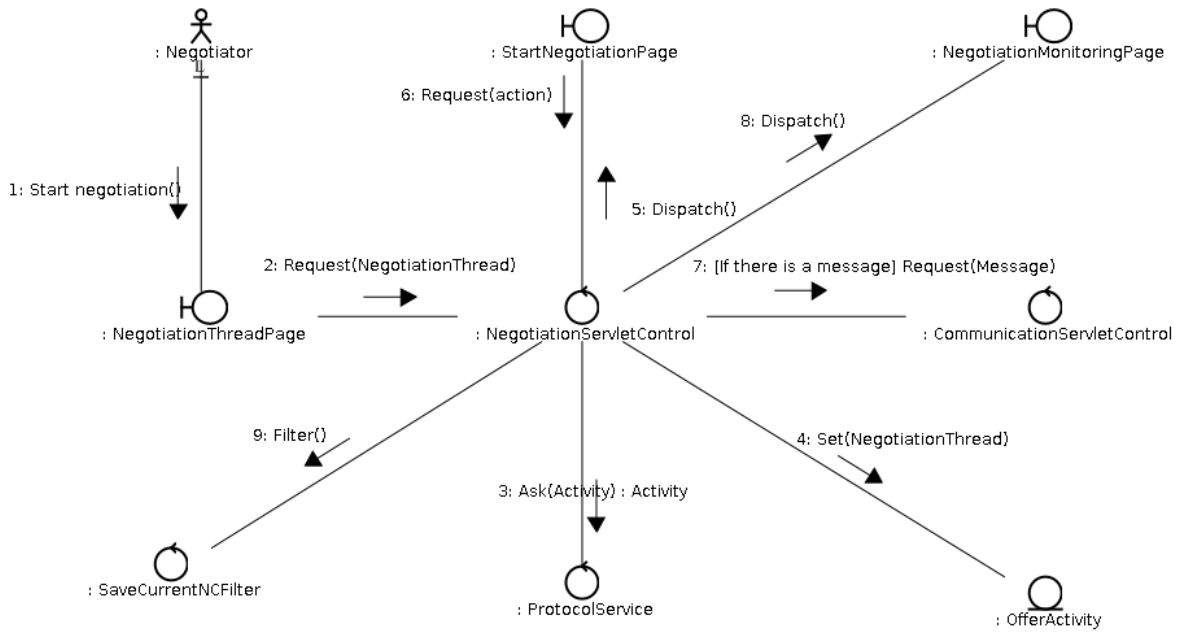 : Negotiator
: StartNegotiationPage
: NegotiationMonitoringPage
6: Request(action)
8: Dispatch()
1: Start negotiation()
5: Dispatch()
2: Request(NegotiationThread)
7: [If there is a message] Request(Message)
: NegotiationThreadPage
: NegotiationServletControl
: CommunicationServletControl
9: Filter()
4: Set(NegotiationThread)
3: Ask(Activity) : Activity
: SaveCurrentNCFilter
: ProtocolService
: OfferActivity